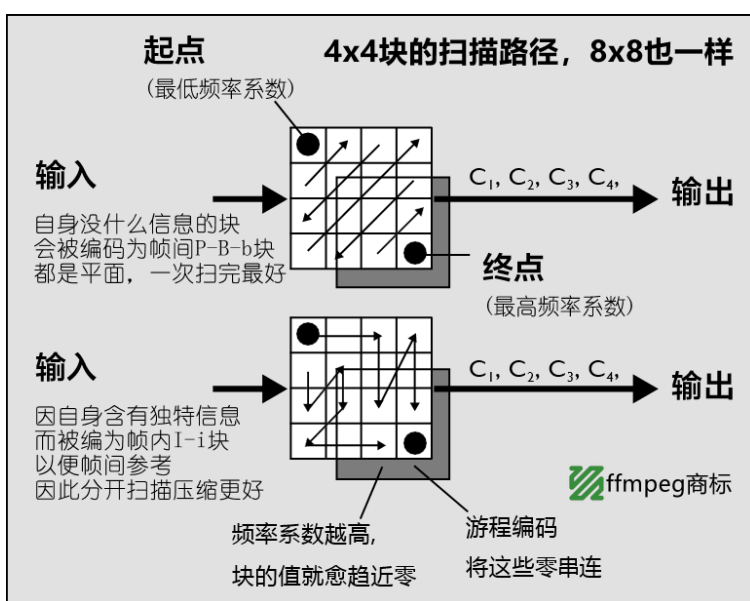 起点
4x4块的扫描路径，8x8也一样
(最低频率系数)
输入
C1, C2, C3, C4,
输出
自身没什么信息的块
会被编码为帧间P-B-b块
都是平面，一次扫完最好
终点
(最高频率系数)
输入
C1, C2, C3, C4,
输出
因自身含有独特信息
而被编为帧内I-i块
以便帧间参考
因此分开扫描压缩更好
ffmpeg商标
频率系数越高,
块的值就愈趋近零
游程编码
将这些零串连